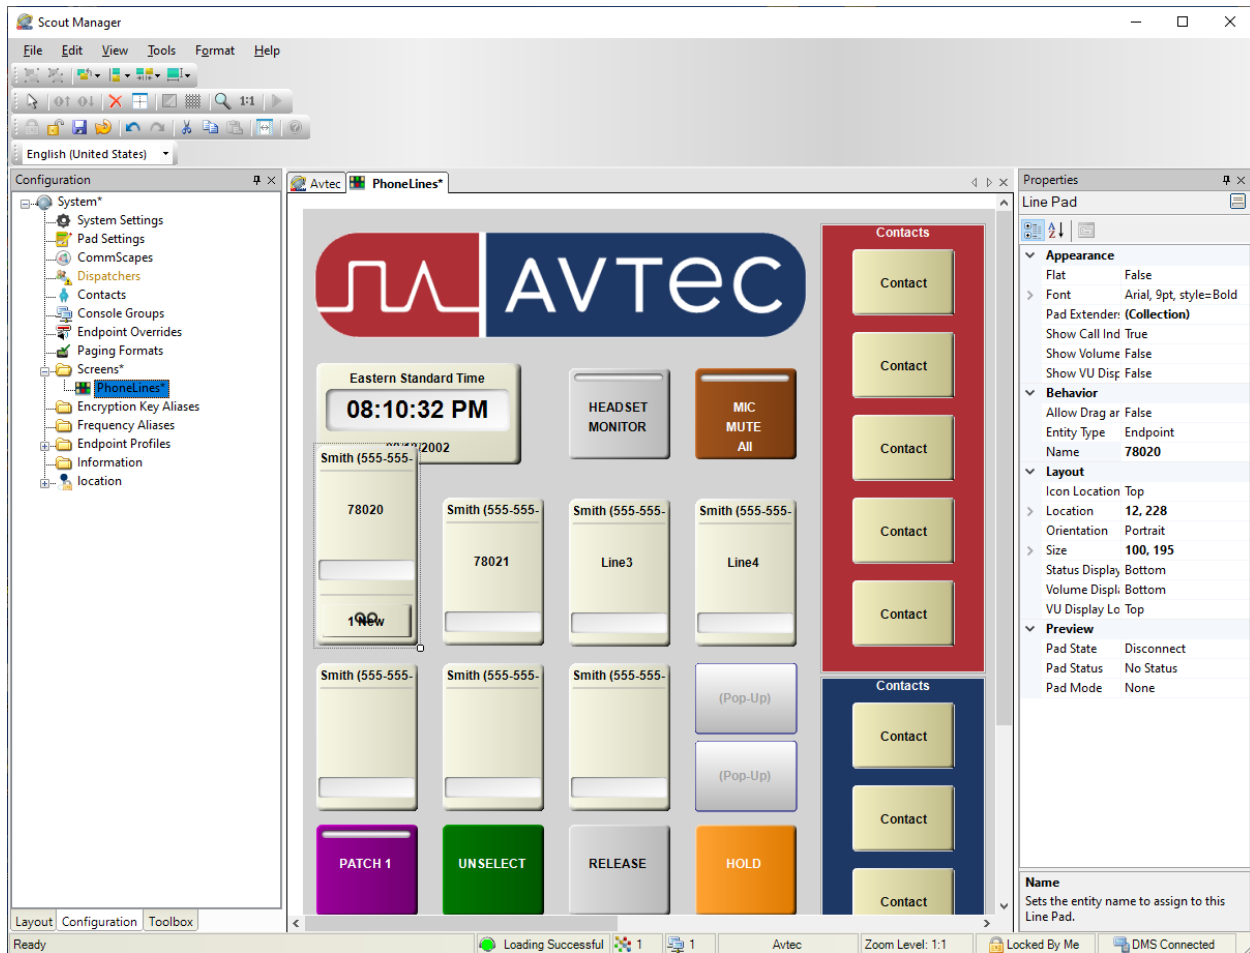 Scout Manager
File Edit View Tools Format Help
1:1
English (United States)
Configuration
System*
System Settings
Pad Settings
CommScapes
Dispatchers
Contacts
Console Groups
Endpoint Overrides
Paging Formats
Screens*
PhoneLines*
Encryption Key Aliases
Frequency Aliases
Endpoint Profiles
Information
location
Layout Configuration Toolbox
Avtec PhoneLines*
AVTEC
Eastern Standard Time
08:10:32 PM
2002
HEADSET
MONITOR
MIC
MUTE
All
Smith (555-555-
78020
1 New
Smith (555-555-
78021
Smith (555-555-
Line3
Smith (555-555-
Line4
Smith (555-555-
Smith (555-555-
Smith (555-555-
(Pop-Up)
(Pop-Up)
PATCH 1
UNSELECT
RELEASE
HOLD
Contacts
Contact
Contact
Contact
Contact
Contact
Contacts
Contact
Contact
Contact
Properties
Line Pad
Appearance
Flat False
Font Arial, 9pt, style=Bold
Pad Extender: (Collection)
Show Call Ind True
Show Volume False
Show VU Disp False
Behavior
Allow Drag ar False
Entity Type Endpoint
Name 78020
Layout
Icon Location Top
Location 12, 228
Orientation Portrait
Size 100, 195
Status Display Bottom
Volume Displ Bottom
VU Display Lo Top
Preview
Pad State Disconnect
Pad Status No Status
Pad Mode None
Name
Sets the entity name to assign to this
Line Pad.
Ready Loading Successful 1 1 Avtec Zoom Level: 1:1 Locked By Me DMS Connected